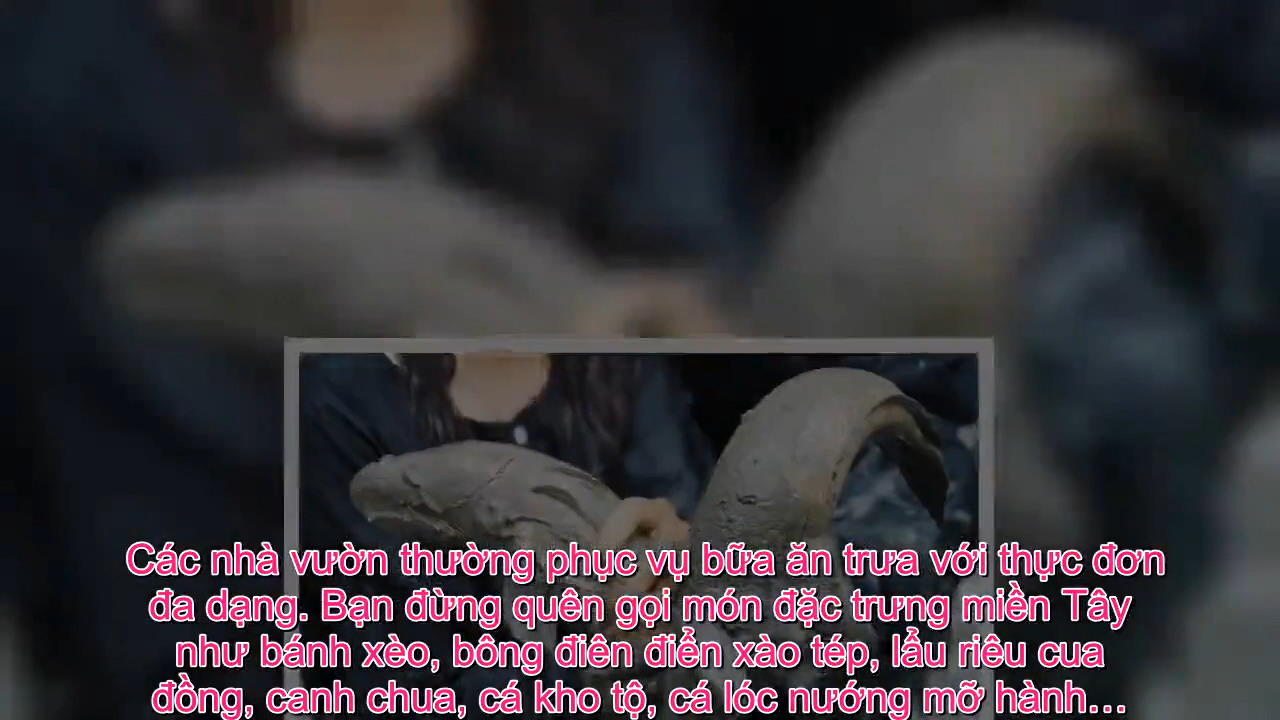 Các nhà vườn thường phục vụ bữa ăn trưa với thực đơn
đa dạng. Bạn đừng quên gọi món đặc trưng miền Tây
như bánh xèo, bông điên điển xào tép, lẩu riêu cua
đồng, canh chua, cá kho tộ, cá lóc nướng mỡ hành...